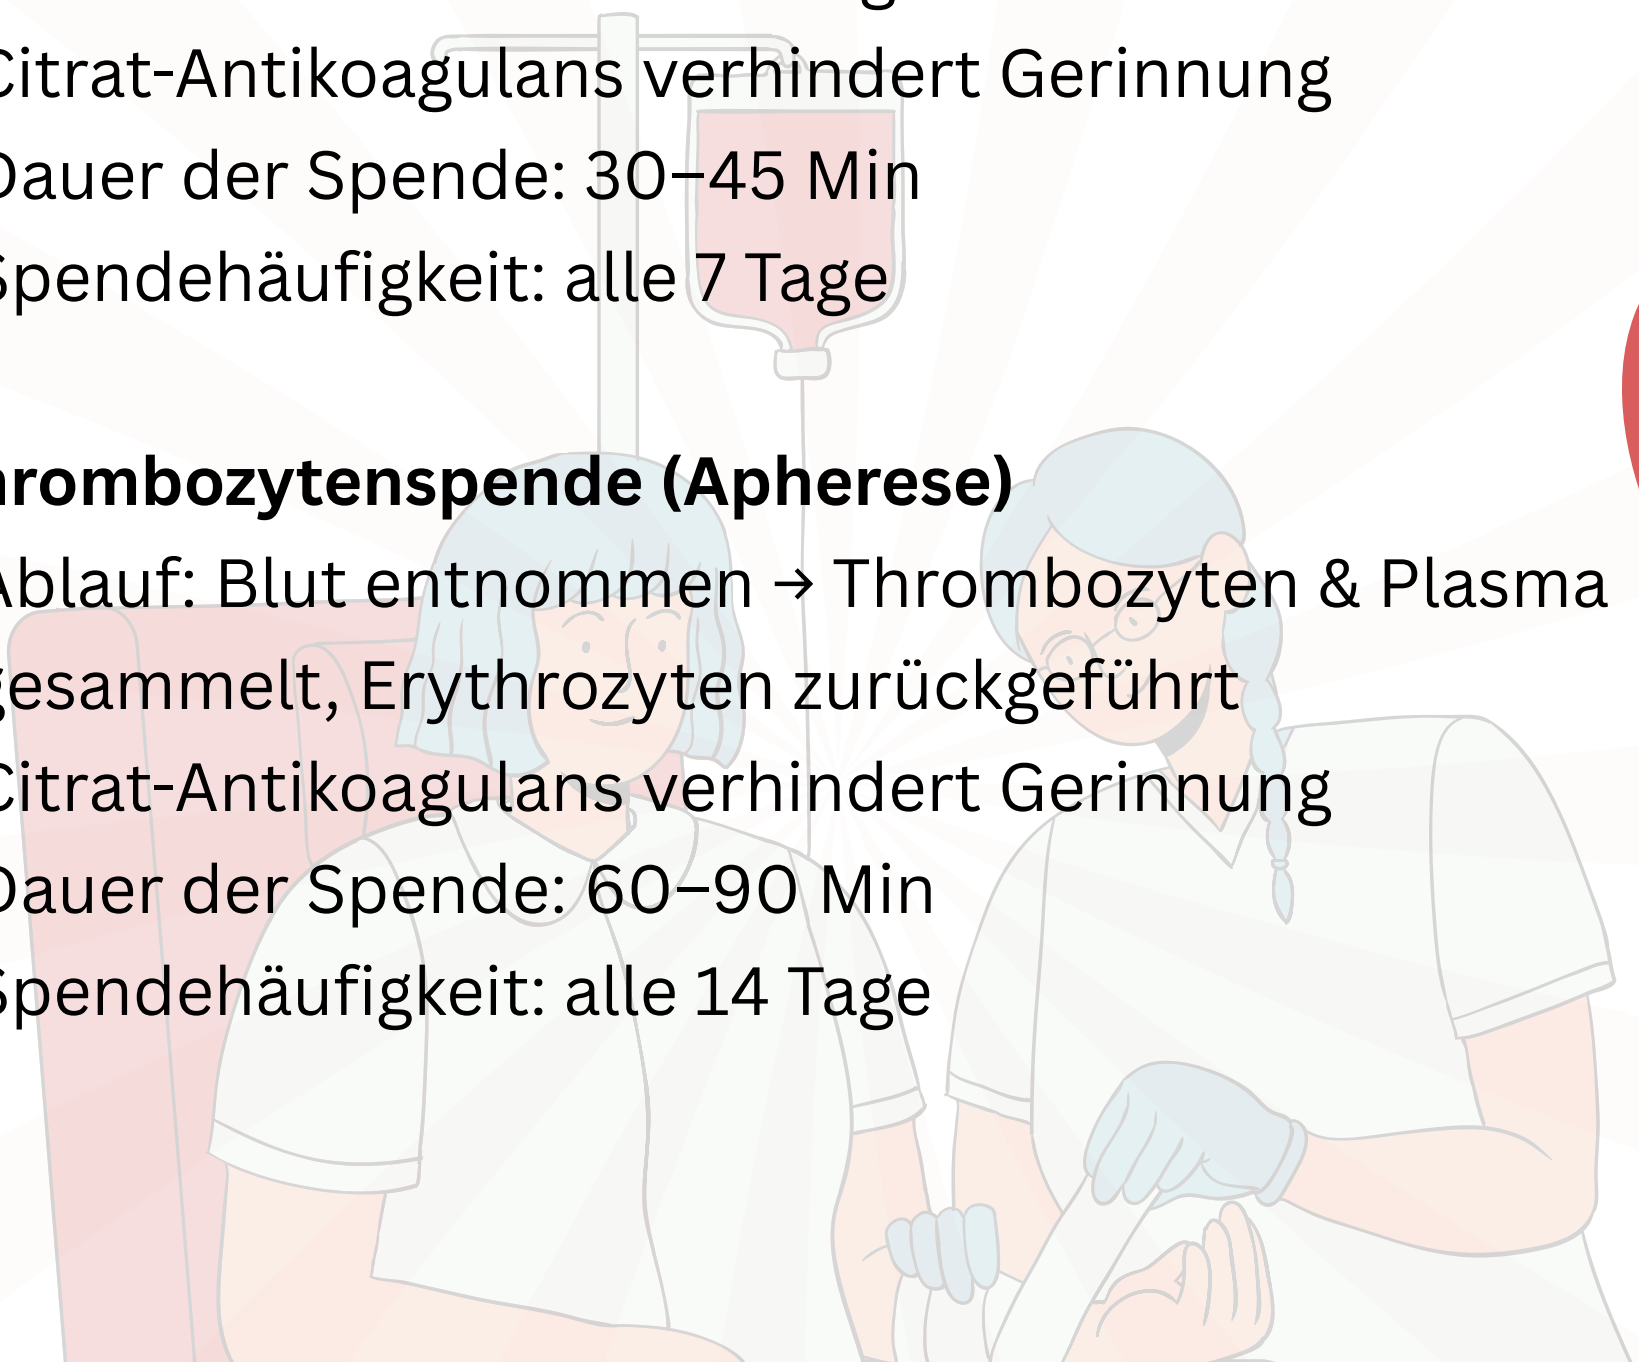 Citrat-Antikoagulans verhindert Gerinnung
Dauer der Spende: 30–45 Min
Spendehäufigkeit: alle 7 Tage
hrombozytenspende (Apherese)
Ablauf: Blut entnommen → Thrombozyten & Plasma
gesammelt, Erythrozyten zurückgeführt
Citrat-Antikoagulans verhindert Gerinnung
Dauer der Spende: 60–90 Min
Spendehäufigkeit: alle 14 Tage